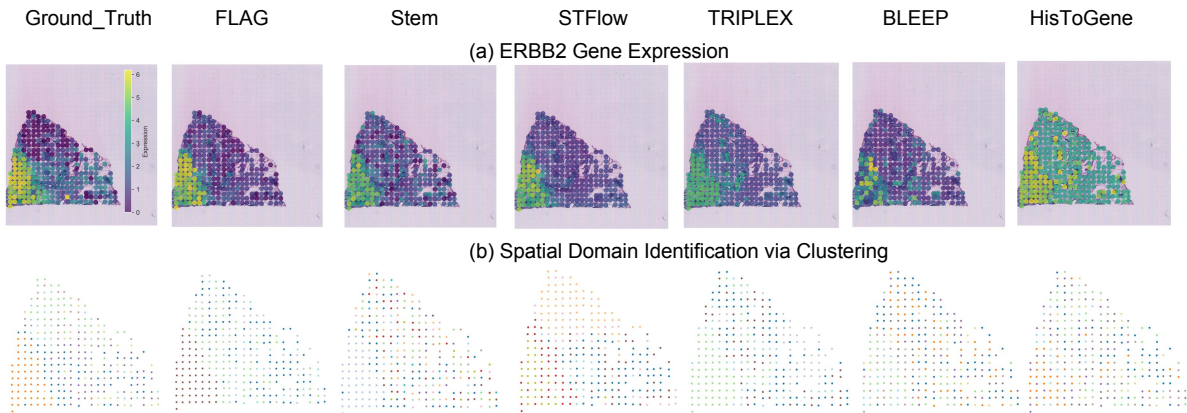 Ground_Truth FLAG Stem STFlow TRIPLEX BLEEP HisToGene
(a) ERBB2 Gene Expression
6
5
4
3
2
1
0
Expression
(b) Spatial Domain Identification via Clustering